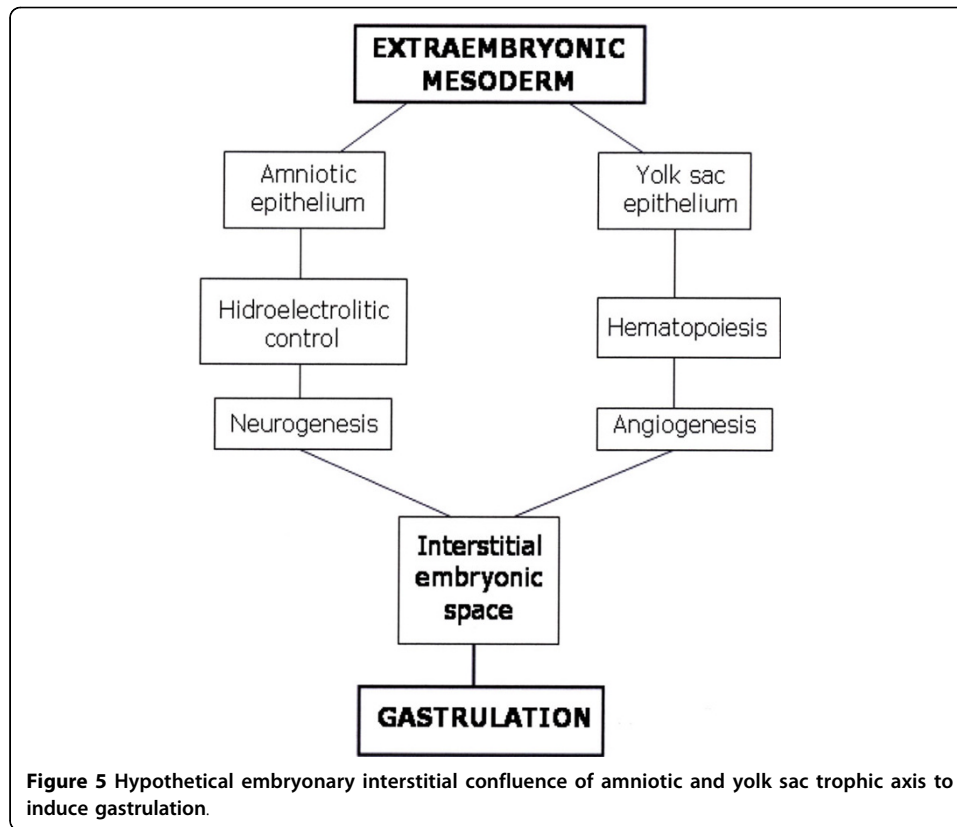 EXTRAEMBRYONIC
MESODERM
Amniotic
epithelium
Yolk sac
epithelium
Hidroelectrolitic
control
Hematopoiesis
Neurogenesis
Angiogenesis
Interstitial
embryonic
space
GASTRULATION
Figure 5 Hypothetical embryonary interstitial confluence of amniotic and yolk sac trophic axis to
induce gastrulation.